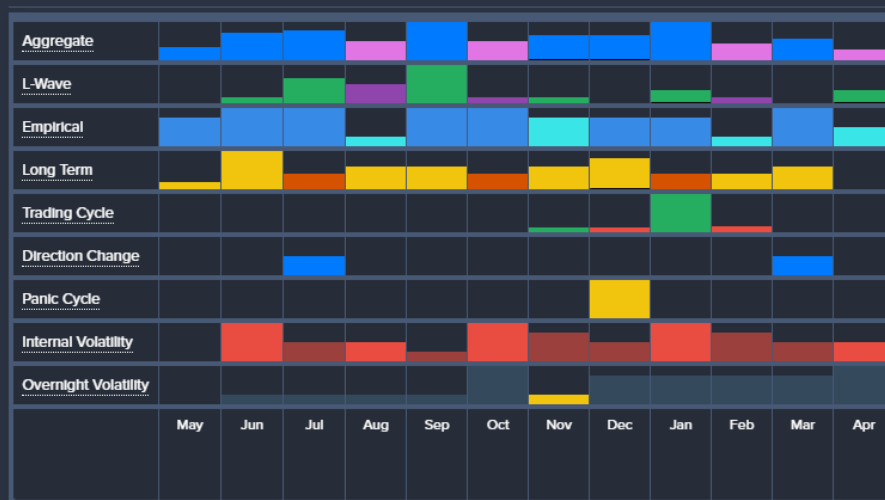 Aggregate
L-Wave
Empirical
Long Term
Trading Cycle
Direction Change
Panic Cycle
Internal Volatility
Overnight Volatility
May Jun Jul Aug Sep Oct Nov Dec Jan Feb Mar Apr